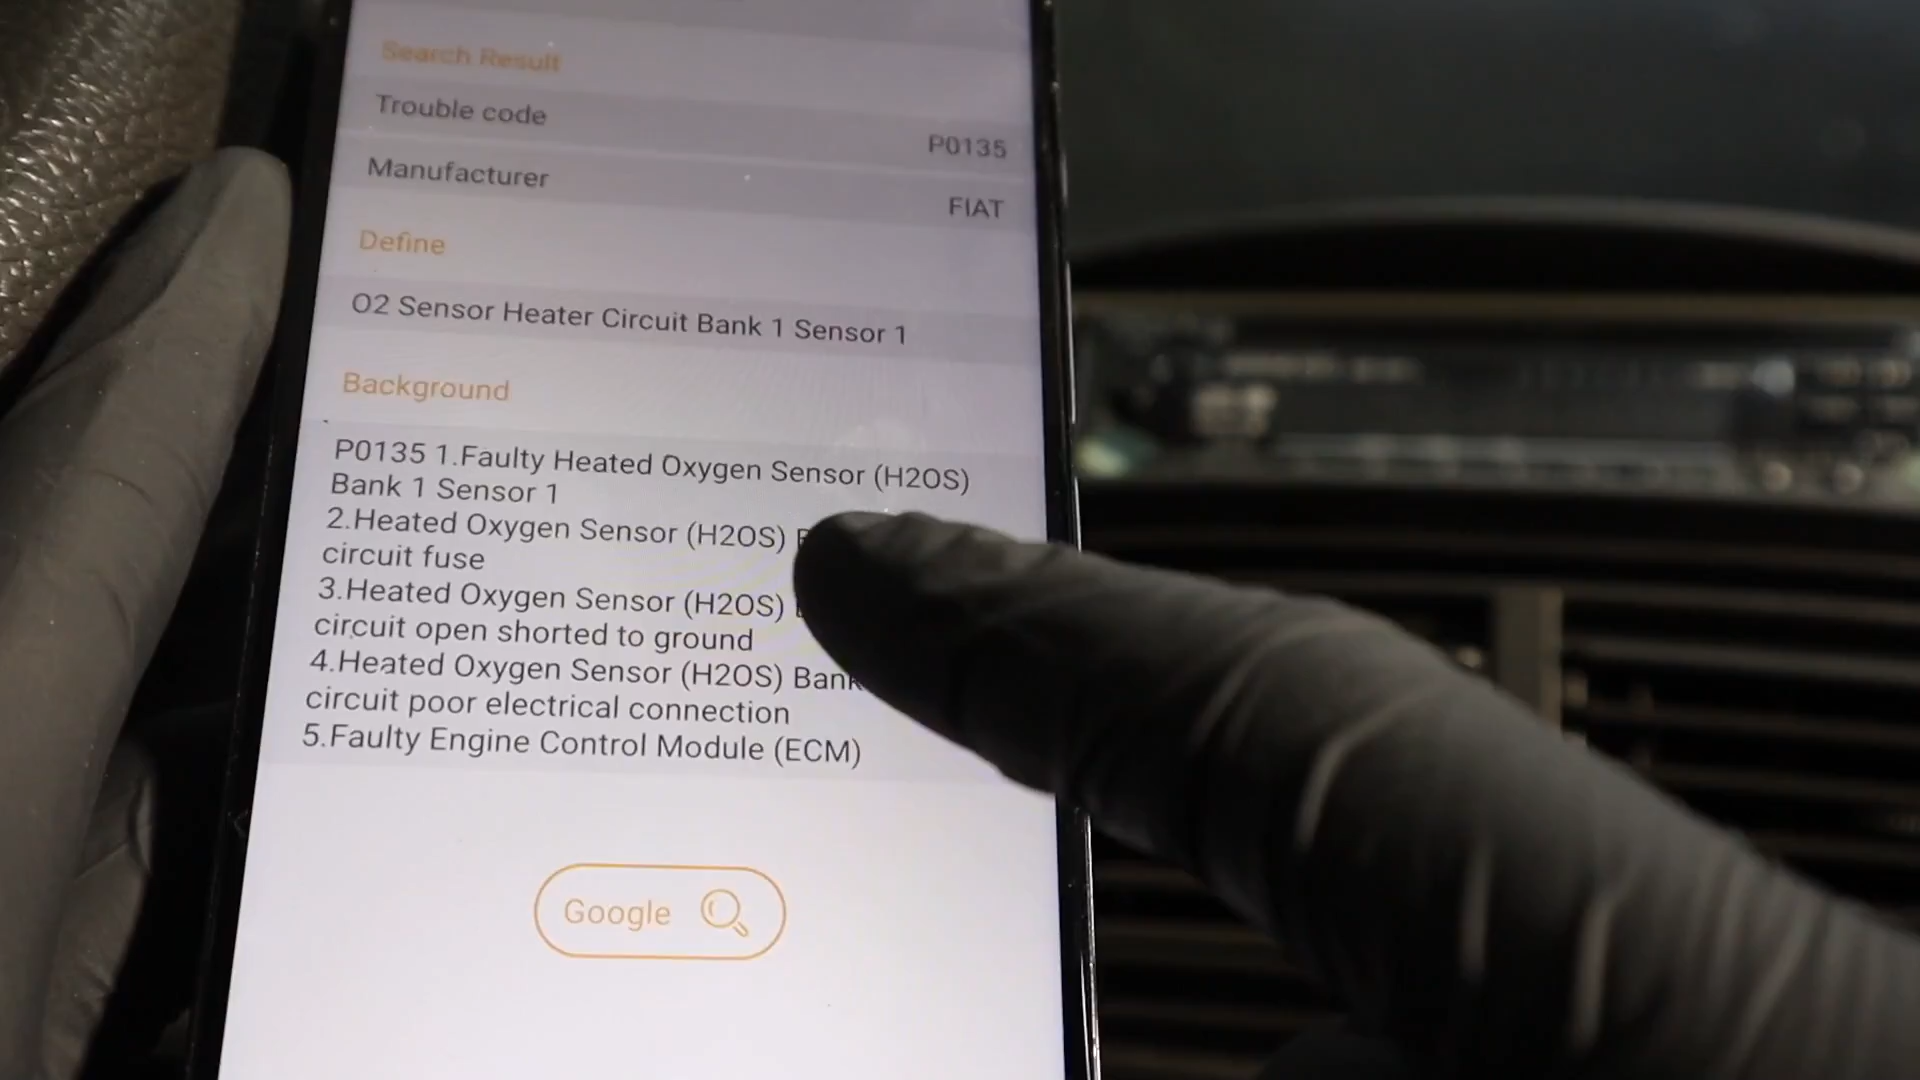 Search Result
Trouble code
P0135
Manufacturer
FIAT
Define
O2 Sensor Heater Circuit Bank 1 Sensor 1
Background
P0135 1.Faulty Heated Oxygen Sensor (H2OS)
Bank 1 Sensor 1
2.Heated Oxygen Sensor (H2OS)
circuit fuse
3.Heated Oxygen Sensor (H2OS)
circuit open shorted to ground
4.Heated Oxygen Sensor (H2OS) Bank
circuit poor electrical connection
5.Faulty Engine Control Module (ECM)
Google